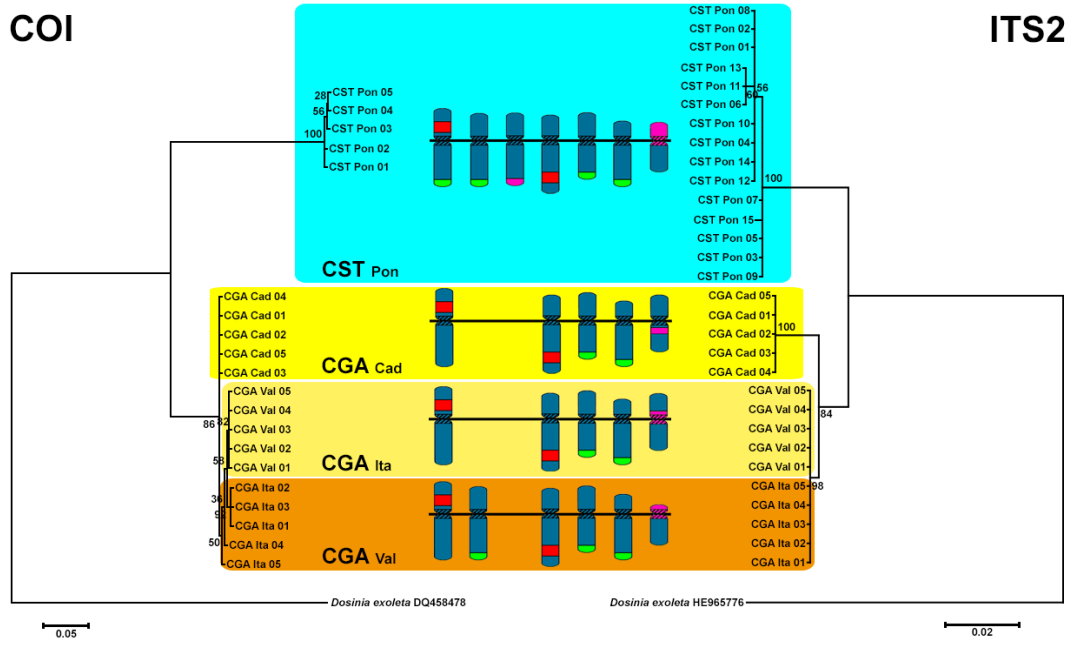 COI
ITS2
CST Pon 05
CST Pon 04
CST Pon 03
CST Pon 02
CST Pon 01
28
56
100
CST Pon 08
CST Pon 02
CST Pon 01
CST Pon 13
CST Pon 11
CST Pon 06
CST Pon 10
CST Pon 04
CST Pon 14
CST Pon 12
CST Pon 07
CST Pon 15
CST Pon 05
CST Pon 03
CST Pon 09
56
60
100
CST Pon
CGA Cad 04
CGA Cad 01
CGA Cad 02
CGA Cad 05
CGA Cad 03
CGA Cad
CGA Cad 05
CGA Cad 01
CGA Cad 02
CGA Cad 03
CGA Cad 04
100
CGA Val 05
CGA Val 04
CGA Val 03
CGA Val 02
CGA Val 01
86
58
36
50
CGA Ita
CGA Val 05
CGA Val 04
CGA Val 03
CGA Val 02
CGA Val 01
84
98
CGA Ita 02
CGA Ita 03
CGA Ita 01
CGA Ita 04
CGA Ita 05
CGA Val
CGA Ita 05
CGA Ita 04
CGA Ita 03
CGA Ita 02
CGA Ita 01
Dosinia exoleta DQ458478
Dosinia exoleta HE965776
0.05
0.02